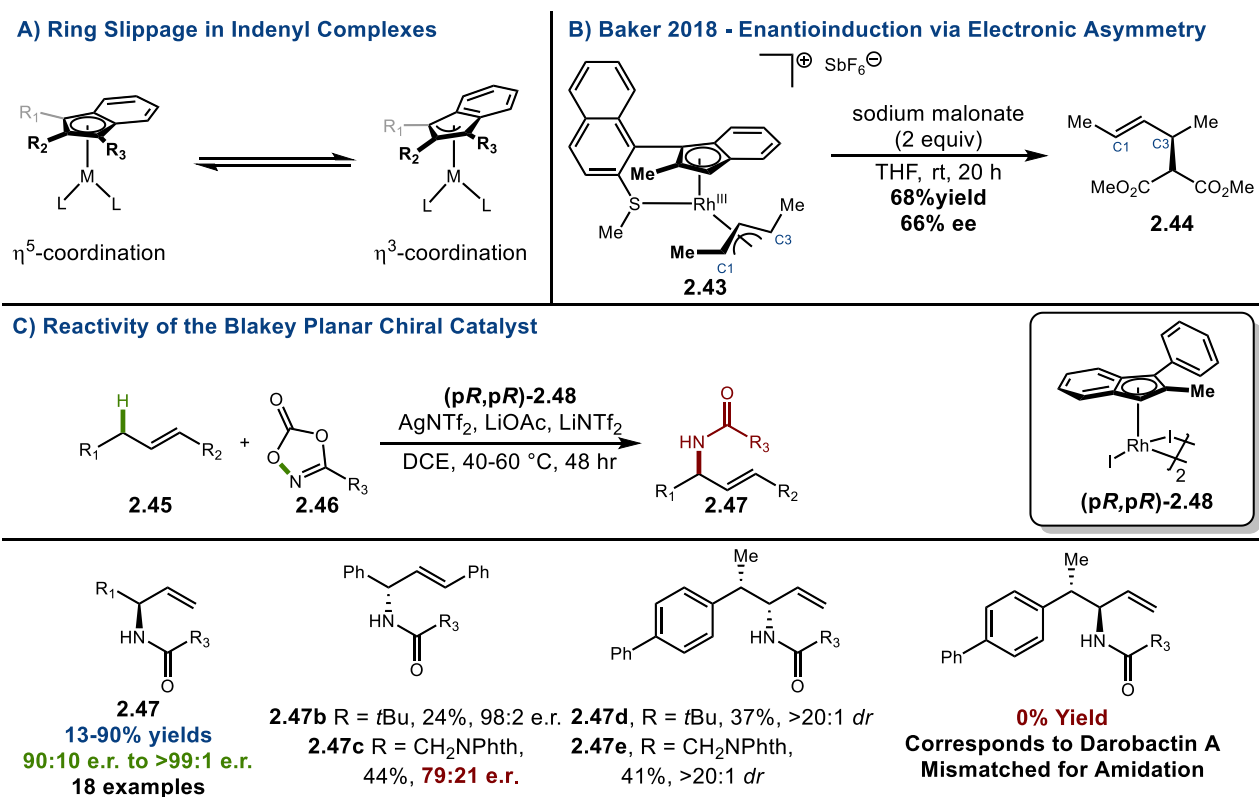 A) Ring Slippage in Indenyl Complexes
R1
R2
R3
M
L
L
η5-coordination
R1
R2
R3
M
L
L
η3-coordination
B) Baker 2018 - Enantioinduction via Electronic Asymmetry
⊕ SbF6⊖
Me
S
Me
RhIII
Me
Me
C3
C1
2.43
sodium malonate
(2 equiv)
THF, rt, 20 h
68%yield
66% ee
Me
Me
C1
C3
MeO2C
CO2Me
2.44
C) Reactivity of the Blakey Planar Chiral Catalyst
H
R1
R2
2.45
+
O
O
O
N
R3
2.46
(pR,pR)-2.48
AgNTf2, LiOAc, LiNTf2
DCE, 40-60 °C, 48 hr
O
HN
R3
R1
R2
2.47
Me
Rh
I
I
2
(pR,pR)-2.48
R1
HN
R3
O
2.47
13-90% yields
90:10 e.r. to >99:1 e.r.
18 examples
Ph
Ph
HN
R3
O
2.47b R = tBu, 24%, 98:2 e.r.
2.47c R = CH2NPhth,
44%, 79:21 e.r.
Me
Ph
HN
R3
O
2.47d, R = tBu, 37%, >20:1 dr
2.47e, R = CH2NPhth,
41%, >20:1 dr
Me
Ph
HN
R3
O
0% Yield
Corresponds to Darobactin A
Mismatched for Amidation